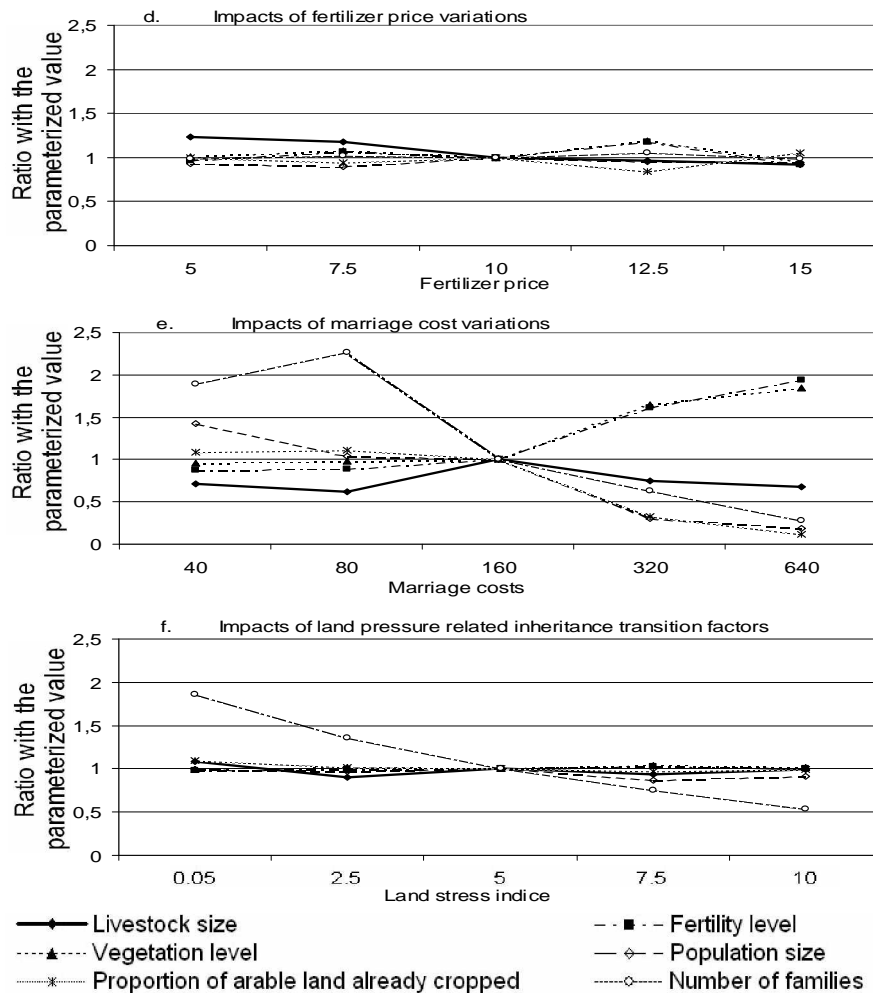 d. Impacts of fertilizer price variations
Ratio with the
parameterized value
2,5
2
1,5
1
0,5
0
5 7.5 10 12.5 15
Fertilizer price
e. Impacts of marriage cost variations
Ratio with the
parameterized value
2,5
2
1,5
1
0,5
0
40 80 160 320 640
Marriage costs
f. Impacts of land pressure related inheritance transition factors
Ratio with the
parameterized value
2,5
2
1,5
1
0,5
0
0.05 2.5 5 7.5 10
Land stress indice
Livestock size Fertility level
Vegetation level Population size
Proportion of arable land already cropped Number of families